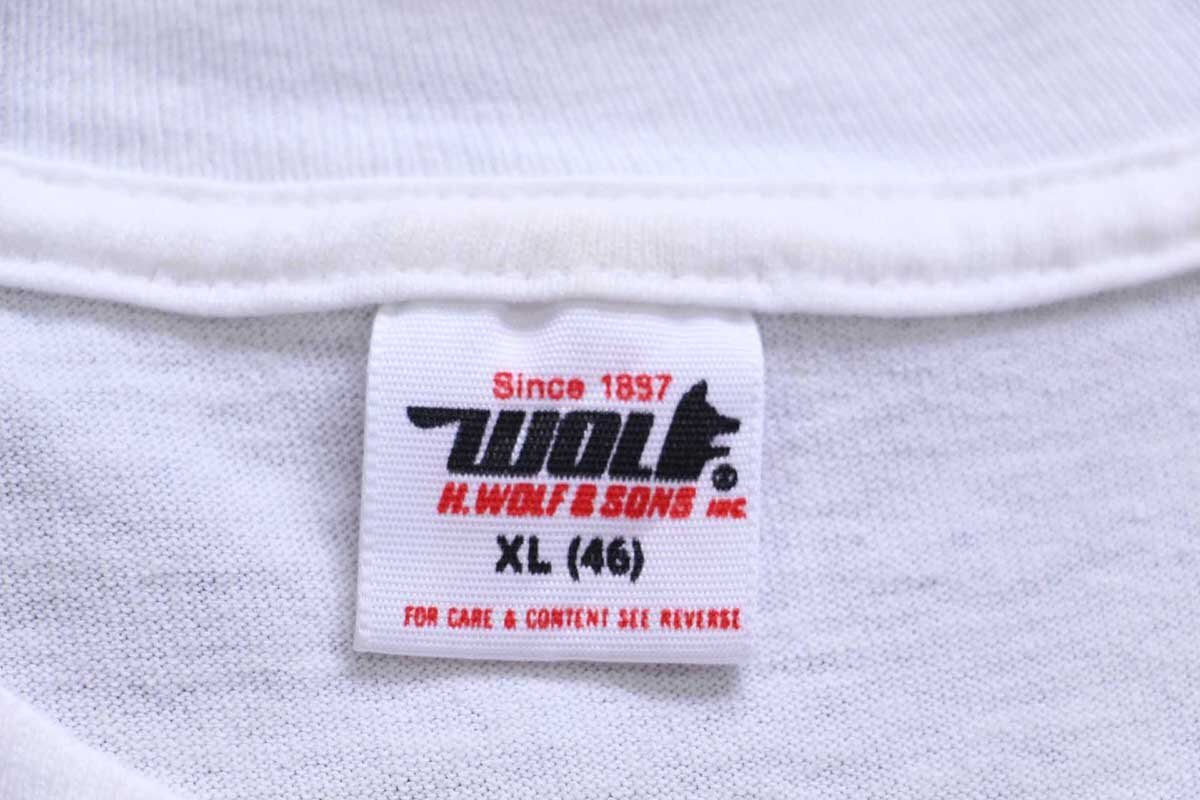 Since 1897
WOLF®
H. WOLF & SONS INC.
XL (46)
FOR CARE & CONTENT SEE REVERSE